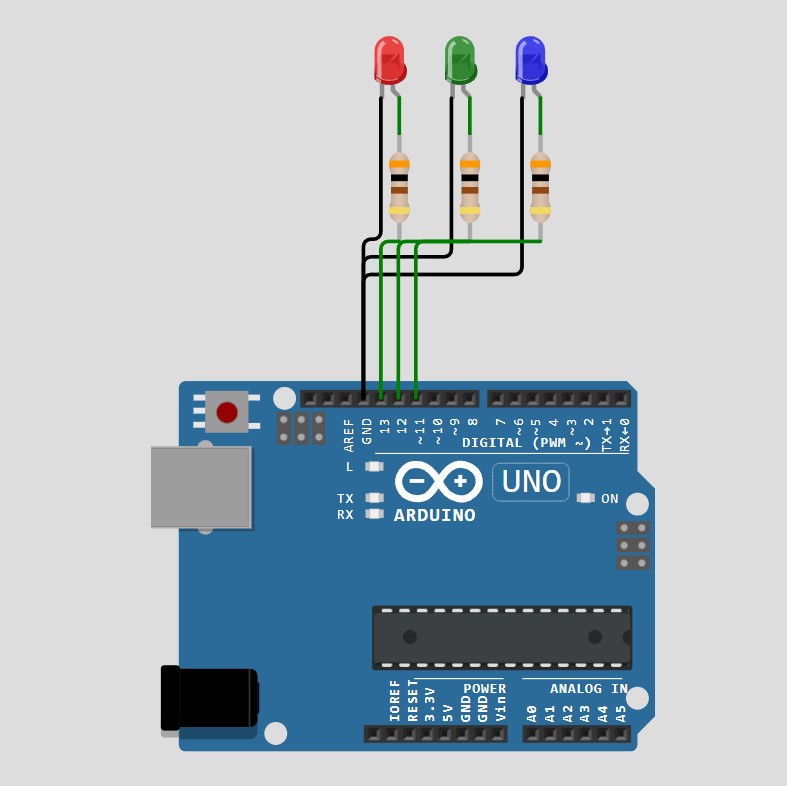 AREF
GND
13
12
~11
~10
~9
8
7
~6
~5
4
~3
2
TX→1
RX←0
DIGITAL (PWM ~)
L
TX
RX
UNO
ARDUINO
ON
POWER
ANALOG IN
IOREF
RESET
3.3V
5V
GND
GND
Vin
A0
A1
A2
A3
A4
A5